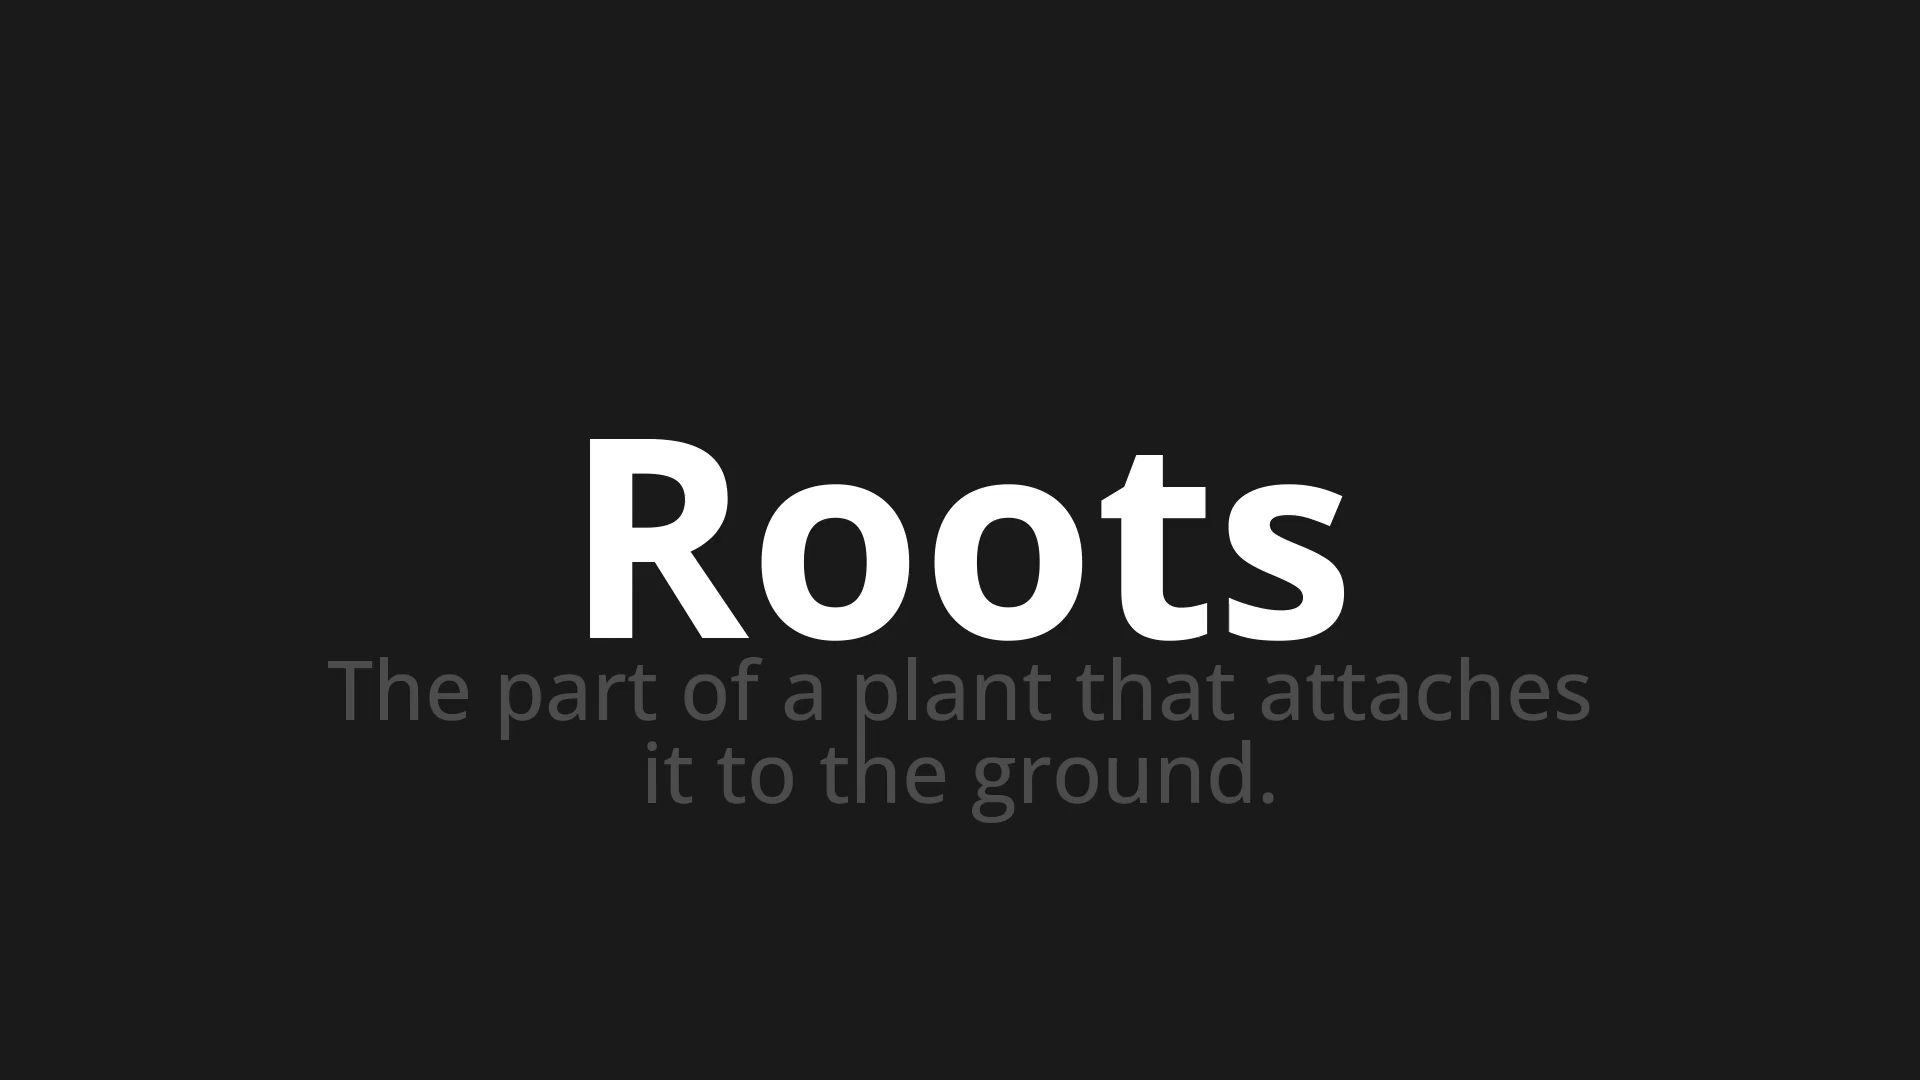 Roots
The part of a plant that attaches
it to the ground.